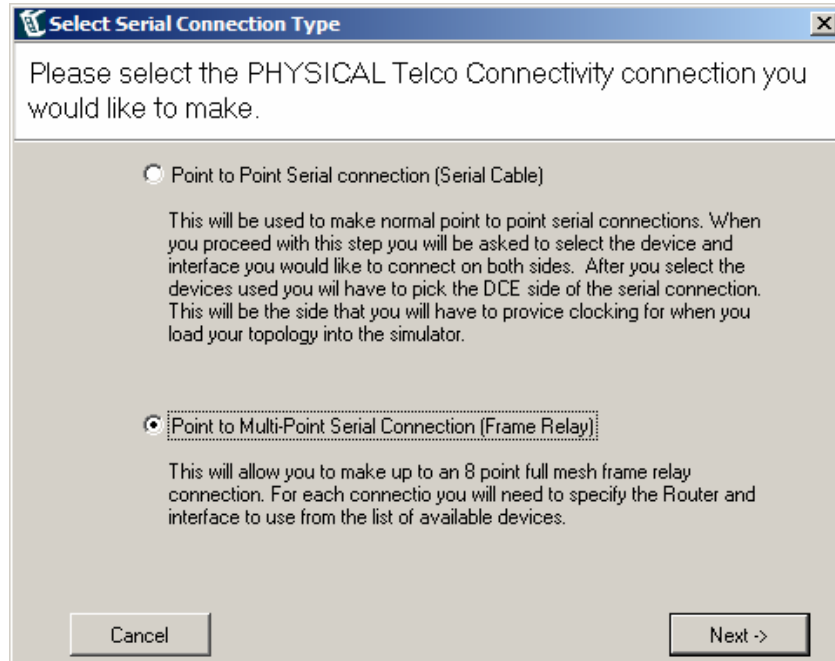 Select Serial Connection Type
Please select the PHYSICAL Telco Connectivity connection you
would like to make.
Point to Point Serial connection (Serial Cable)
This will be used to make normal point to point serial connections. When
you proceed with this step you will be asked to select the device and
interface you would like to connect on both sides. After you select the
devices used you wil have to pick the DCE side of the serial connection.
This will be the side that you will have to provice clocking for when you
load your topology into the simulator.
Point to Multi-Point Serial Connection (Frame Relay)
This will allow you to make up to an 8 point full mesh frame relay
connection. For each connectio you will need to specify the Router and
interface to use from the list of available devices.
Cancel
Next ->